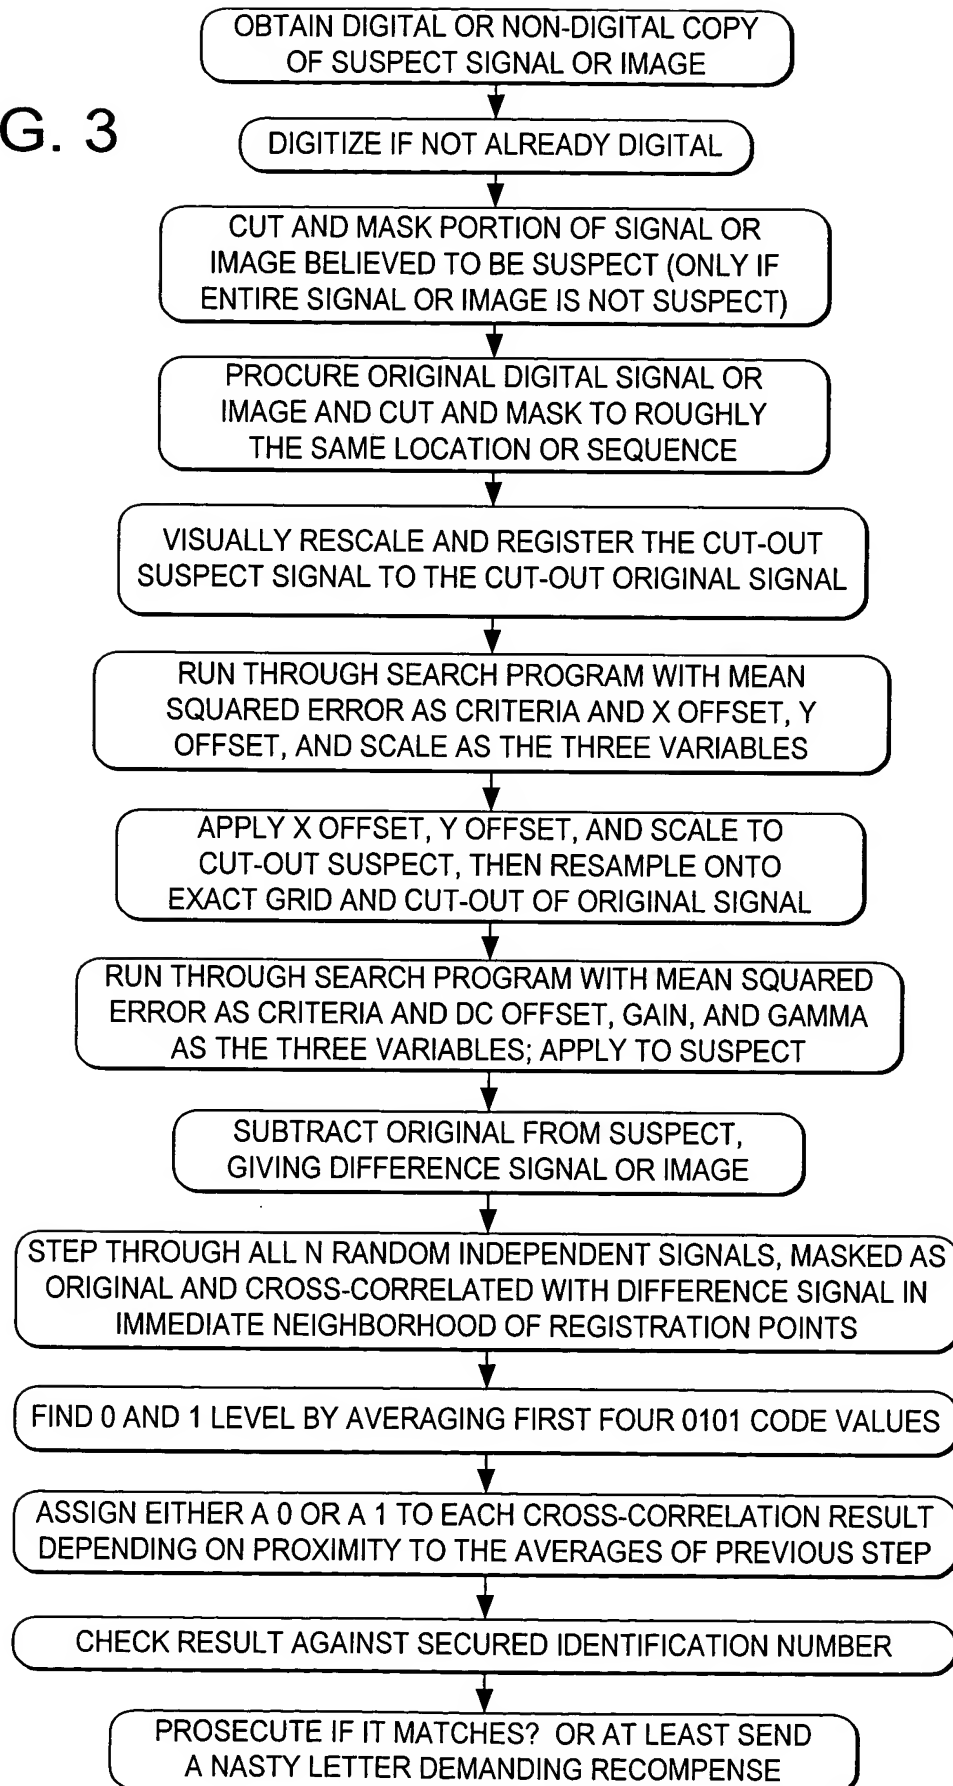 OBTAIN DIGITAL OR NON-DIGITAL COPY
OF SUSPECT SIGNAL OR IMAGE
G. 3
DIGITIZE IF NOT ALREADY DIGITAL
CUT AND MASK PORTION OF SIGNAL OR
IMAGE BELIEVED TO BE SUSPECT (ONLY IF
ENTIRE SIGNAL OR IMAGE IS NOT SUSPECT)
PROCURE ORIGINAL DIGITAL SIGNAL OR
IMAGE AND CUT AND MASK TO ROUGHLY
THE SAME LOCATION OR SEQUENCE
VISUALLY RESCALE AND REGISTER THE CUT-OUT
SUSPECT SIGNAL TO THE CUT-OUT ORIGINAL SIGNAL
RUN THROUGH SEARCH PROGRAM WITH MEAN
SQUARED ERROR AS CRITERIA AND X OFFSET, Y
OFFSET, AND SCALE AS THE THREE VARIABLES
APPLY X OFFSET, Y OFFSET, AND SCALE TO
CUT-OUT SUSPECT, THEN RESAMPLE ONTO
EXACT GRID AND CUT-OUT OF ORIGINAL SIGNAL
RUN THROUGH SEARCH PROGRAM WITH MEAN SQUARED
ERROR AS CRITERIA AND DC OFFSET, GAIN, AND GAMMA
AS THE THREE VARIABLES; APPLY TO SUSPECT
SUBTRACT ORIGINAL FROM SUSPECT,
GIVING DIFFERENCE SIGNAL OR IMAGE
STEP THROUGH ALL N RANDOM INDEPENDENT SIGNALS, MASKED AS
ORIGINAL AND CROSS-CORRELATED WITH DIFFERENCE SIGNAL IN
IMMEDIATE NEIGHBORHOOD OF REGISTRATION POINTS
FIND 0 AND 1 LEVEL BY AVERAGING FIRST FOUR 0101 CODE VALUES
ASSIGN EITHER A 0 OR A 1 TO EACH CROSS-CORRELATION RESULT
DEPENDING ON PROXIMITY TO THE AVERAGES OF PREVIOUS STEP
CHECK RESULT AGAINST SECURED IDENTIFICATION NUMBER
PROSECUTE IF IT MATCHES? OR AT LEAST SEND
A NASTY LETTER DEMANDING RECOMPENSE